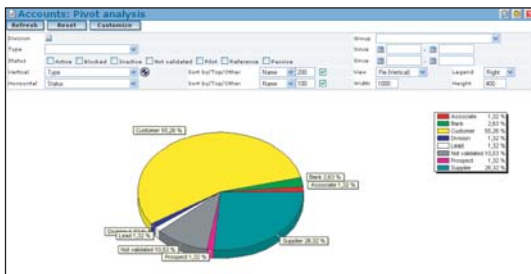 Accounts: Pivot analysis
Refresh Reset Customize
Division Group
Type Since
Status Active Blocked Inactive Not validated Pilot Reference Passive Since
Vertical Type Sort by/Top/Other Name 200 View Pie(Vertical) Legend Right
Horizontal Status Sort by/Top/Other Name 100 Width 1000 Height 400
Customer 55,26 %
Bank 2,63 %
Associate 1,32 %
Lead 1,32 %
Not validated 10,53 %
Prospect 1,32 %
Supplier 26,32 %
Associate 1,32 %
Bank 2,63 %
Customer 55,26 %
Division 1,32 %
Lead 1,32 %
Not validated 10,53 %
Prospect 1,32 %
Supplier 26,32 %